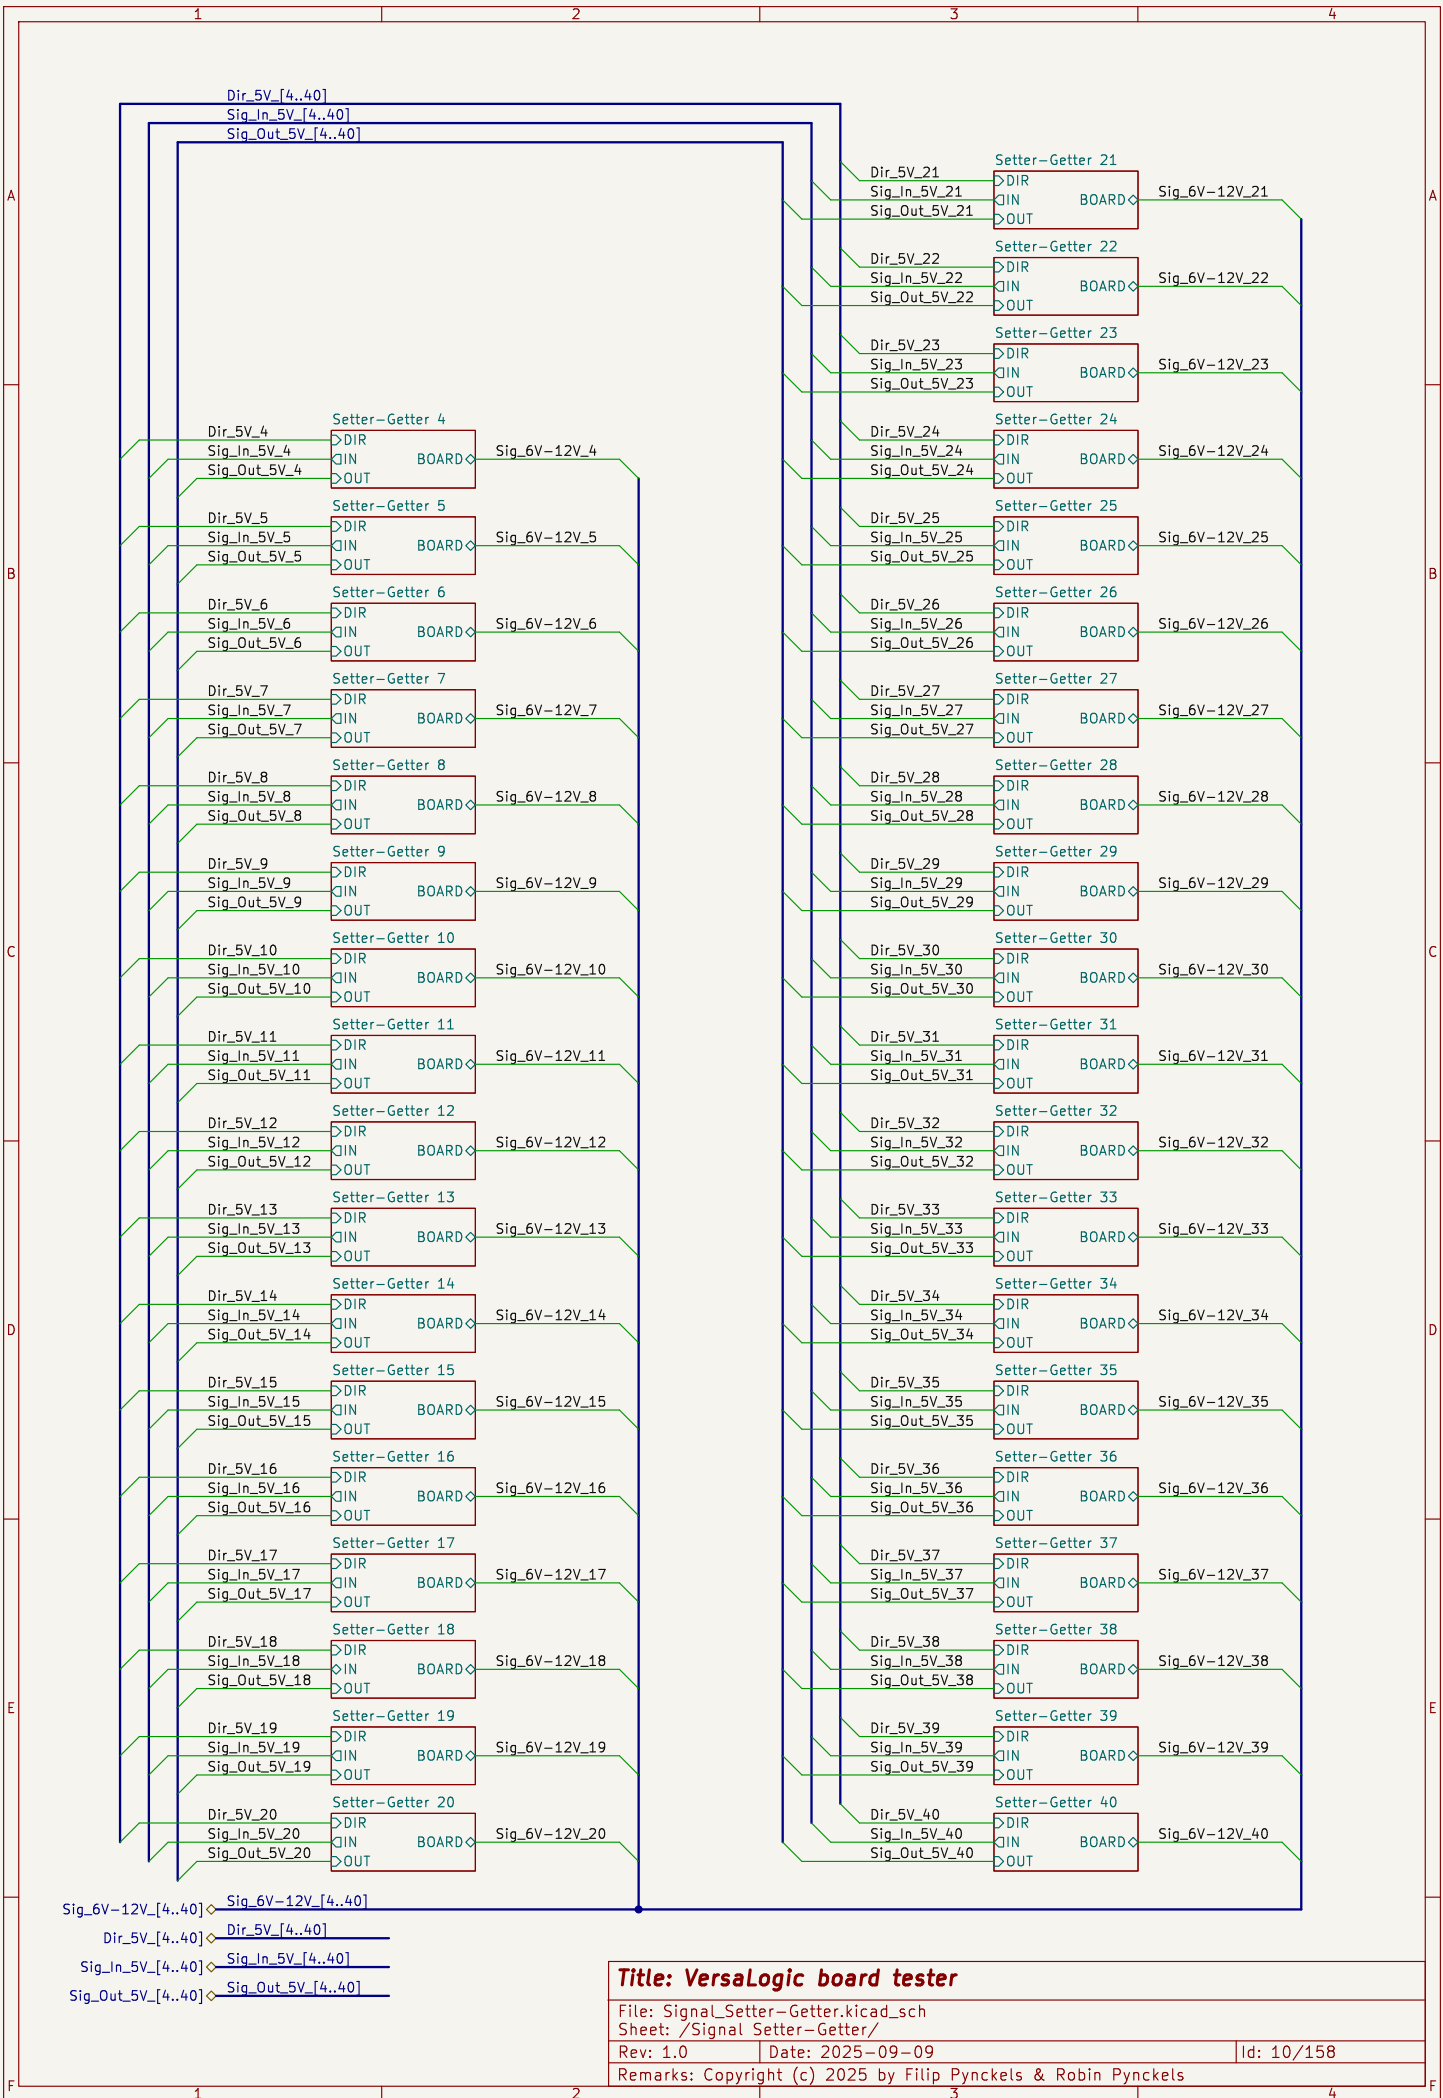 1 2 3 4
A A
B B
C C
D D
E E
F F
Dir_5V_[4..40]
Sig_In_5V_[4..40]
Sig_Out_5V_[4..40]
Setter-Getter 4
Dir_5V_4 DIR
Sig_In_5V_4 IN BOARD Sig_6V-12V_4
Sig_Out_5V_4 OUT
Setter-Getter 5
Dir_5V_5 DIR
Sig_In_5V_5 IN BOARD Sig_6V-12V_5
Sig_Out_5V_5 OUT
Setter-Getter 6
Dir_5V_6 DIR
Sig_In_5V_6 IN BOARD Sig_6V-12V_6
Sig_Out_5V_6 OUT
Setter-Getter 7
Dir_5V_7 DIR
Sig_In_5V_7 IN BOARD Sig_6V-12V_7
Sig_Out_5V_7 OUT
Setter-Getter 8
Dir_5V_8 DIR
Sig_In_5V_8 IN BOARD Sig_6V-12V_8
Sig_Out_5V_8 OUT
Setter-Getter 9
Dir_5V_9 DIR
Sig_In_5V_9 IN BOARD Sig_6V-12V_9
Sig_Out_5V_9 OUT
Setter-Getter 10
Dir_5V_10 DIR
Sig_In_5V_10 IN BOARD Sig_6V-12V_10
Sig_Out_5V_10 OUT
Setter-Getter 11
Dir_5V_11 DIR
Sig_In_5V_11 IN BOARD Sig_6V-12V_11
Sig_Out_5V_11 OUT
Setter-Getter 12
Dir_5V_12 DIR
Sig_In_5V_12 IN BOARD Sig_6V-12V_12
Sig_Out_5V_12 OUT
Setter-Getter 13
Dir_5V_13 DIR
Sig_In_5V_13 IN BOARD Sig_6V-12V_13
Sig_Out_5V_13 OUT
Setter-Getter 14
Dir_5V_14 DIR
Sig_In_5V_14 IN BOARD Sig_6V-12V_14
Sig_Out_5V_14 OUT
Setter-Getter 15
Dir_5V_15 DIR
Sig_In_5V_15 IN BOARD Sig_6V-12V_15
Sig_Out_5V_15 OUT
Setter-Getter 16
Dir_5V_16 DIR
Sig_In_5V_16 IN BOARD Sig_6V-12V_16
Sig_Out_5V_16 OUT
Setter-Getter 17
Dir_5V_17 DIR
Sig_In_5V_17 IN BOARD Sig_6V-12V_17
Sig_Out_5V_17 OUT
Setter-Getter 18
Dir_5V_18 DIR
Sig_In_5V_18 IN BOARD Sig_6V-12V_18
Sig_Out_5V_18 OUT
Setter-Getter 19
Dir_5V_19 DIR
Sig_In_5V_19 IN BOARD Sig_6V-12V_19
Sig_Out_5V_19 OUT
Setter-Getter 20
Dir_5V_20 DIR
Sig_In_5V_20 IN BOARD Sig_6V-12V_20
Sig_Out_5V_20 OUT
Setter-Getter 21
Dir_5V_21 DIR
Sig_In_5V_21 IN BOARD Sig_6V-12V_21
Sig_Out_5V_21 OUT
Setter-Getter 22
Dir_5V_22 DIR
Sig_In_5V_22 IN BOARD Sig_6V-12V_22
Sig_Out_5V_22 OUT
Setter-Getter 23
Dir_5V_23 DIR
Sig_In_5V_23 IN BOARD Sig_6V-12V_23
Sig_Out_5V_23 OUT
Setter-Getter 24
Dir_5V_24 DIR
Sig_In_5V_24 IN BOARD Sig_6V-12V_24
Sig_Out_5V_24 OUT
Setter-Getter 25
Dir_5V_25 DIR
Sig_In_5V_25 IN BOARD Sig_6V-12V_25
Sig_Out_5V_25 OUT
Setter-Getter 26
Dir_5V_26 DIR
Sig_In_5V_26 IN BOARD Sig_6V-12V_26
Sig_Out_5V_26 OUT
Setter-Getter 27
Dir_5V_27 DIR
Sig_In_5V_27 IN BOARD Sig_6V-12V_27
Sig_Out_5V_27 OUT
Setter-Getter 28
Dir_5V_28 DIR
Sig_In_5V_28 IN BOARD Sig_6V-12V_28
Sig_Out_5V_28 OUT
Setter-Getter 29
Dir_5V_29 DIR
Sig_In_5V_29 IN BOARD Sig_6V-12V_29
Sig_Out_5V_29 OUT
Setter-Getter 30
Dir_5V_30 DIR
Sig_In_5V_30 IN BOARD Sig_6V-12V_30
Sig_Out_5V_30 OUT
Setter-Getter 31
Dir_5V_31 DIR
Sig_In_5V_31 IN BOARD Sig_6V-12V_31
Sig_Out_5V_31 OUT
Setter-Getter 32
Dir_5V_32 DIR
Sig_In_5V_32 IN BOARD Sig_6V-12V_32
Sig_Out_5V_32 OUT
Setter-Getter 33
Dir_5V_33 DIR
Sig_In_5V_33 IN BOARD Sig_6V-12V_33
Sig_Out_5V_33 OUT
Setter-Getter 34
Dir_5V_34 DIR
Sig_In_5V_34 IN BOARD Sig_6V-12V_34
Sig_Out_5V_34 OUT
Setter-Getter 35
Dir_5V_35 DIR
Sig_In_5V_35 IN BOARD Sig_6V-12V_35
Sig_Out_5V_35 OUT
Setter-Getter 36
Dir_5V_36 DIR
Sig_In_5V_36 IN BOARD Sig_6V-12V_36
Sig_Out_5V_36 OUT
Setter-Getter 37
Dir_5V_37 DIR
Sig_In_5V_37 IN BOARD Sig_6V-12V_37
Sig_Out_5V_37 OUT
Setter-Getter 38
Dir_5V_38 DIR
Sig_In_5V_38 IN BOARD Sig_6V-12V_38
Sig_Out_5V_38 OUT
Setter-Getter 39
Dir_5V_39 DIR
Sig_In_5V_39 IN BOARD Sig_6V-12V_39
Sig_Out_5V_39 OUT
Setter-Getter 40
Dir_5V_40 DIR
Sig_In_5V_40 IN BOARD Sig_6V-12V_40
Sig_Out_5V_40 OUT
Sig_6V-12V_[4..40] Sig_6V-12V_[4..40]
Dir_5V_[4..40] Dir_5V_[4..40]
Sig_In_5V_[4..40] Sig_In_5V_[4..40]
Sig_Out_5V_[4..40] Sig_Out_5V_[4..40]
Title: VersaLogic board tester
File: Signal_Setter-Getter.kicad_sch
Sheet: /Signal Setter-Getter/
Rev: 1.0 Date: 2025-09-09 Id: 10/158
Remarks: Copyright (c) 2025 by Filip Pynckels & Robin Pynckels
1 2 3 4